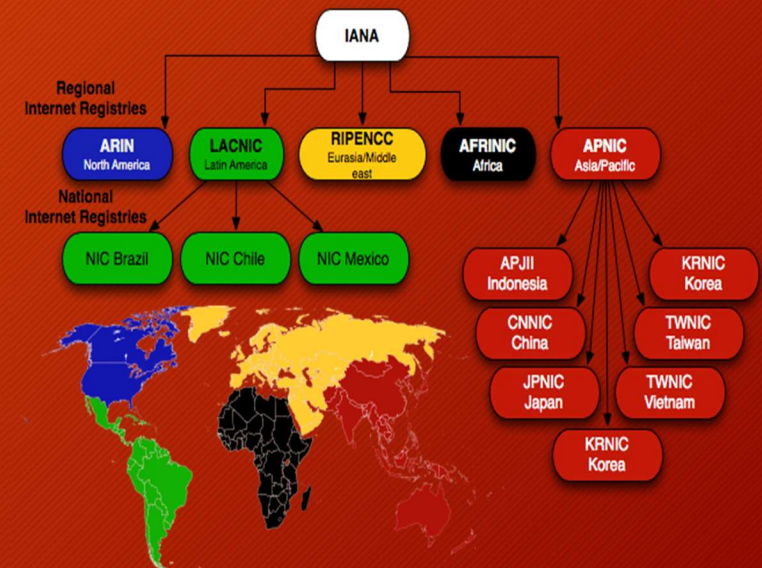 IANA
Regional
Internet Registries
ARIN
North America
LACNIC
Latin America
RIPENCC
Eurasia/Middle
east
AFRINIC
Africa
APNIC
Asia/Pacific
National
Internet Registries
NIC Brazil
NIC Chile
NIC Mexico
APJII
Indonesia
KRNIC
Korea
CNNIC
China
TWNIC
Taiwan
JPNIC
Japan
TWNIC
Vietnam
KRNIC
Korea